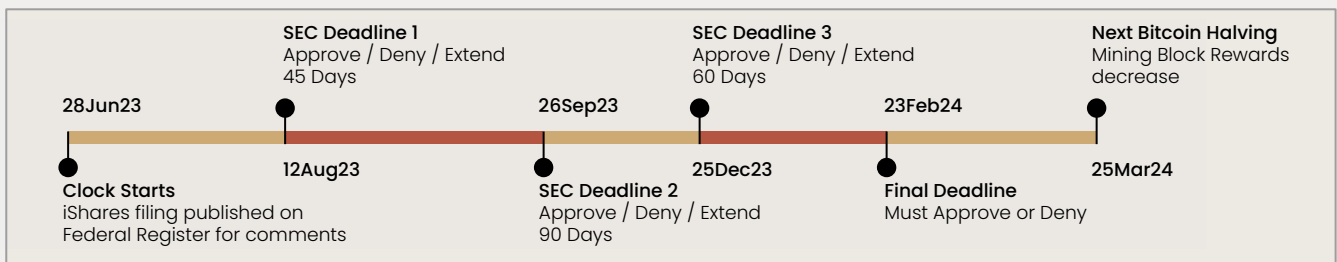 SEC Deadline 1
Approve / Deny / Extend
45 Days
SEC Deadline 3
Approve / Deny / Extend
60 Days
Next Bitcoin Halving
Mining Block Rewards
decrease
28Jun23
26Sep23
23Feb24
12Aug23
25Dec23
25Mar24
Clock Starts
iShares filing published on
Federal Register for comments
SEC Deadline 2
Approve / Deny / Extend
90 Days
Final Deadline
Must Approve or Deny